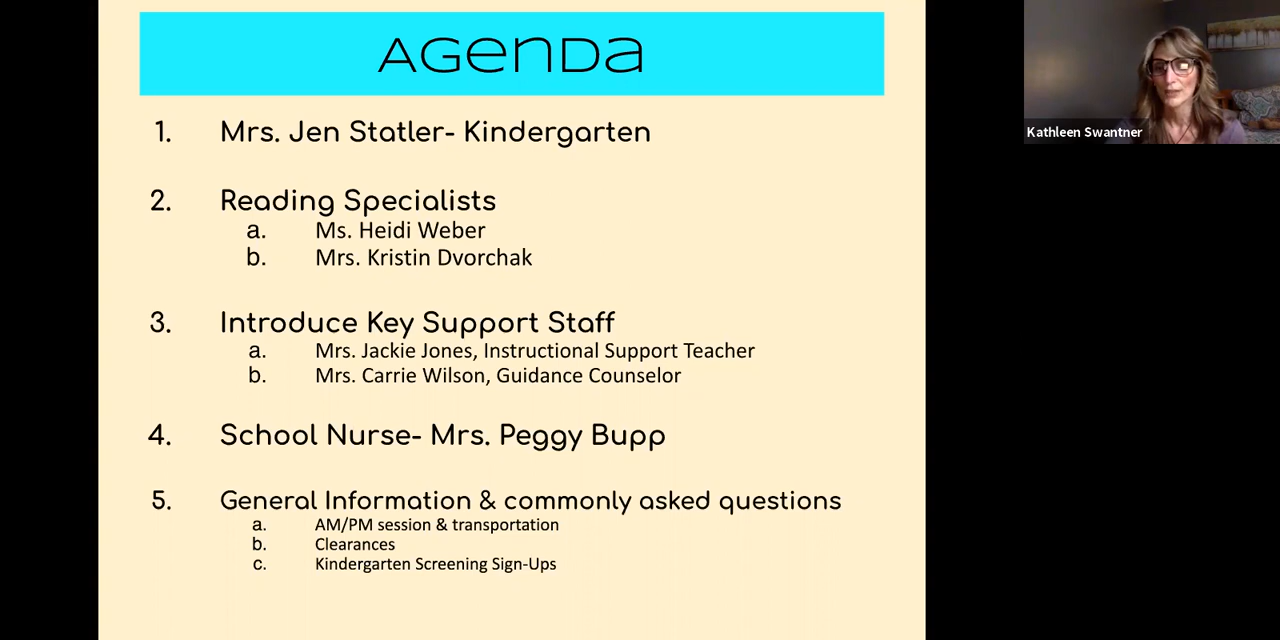 Agenda
1. Mrs. Jen Statler- Kindergarten
2. Reading Specialists
a. Ms. Heidi Weber
b. Mrs. Kristin Dvorchak
3. Introduce Key Support Staff
a. Mrs. Jackie Jones, Instructional Support Teacher
b. Mrs. Carrie Wilson, Guidance Counselor
4. School Nurse- Mrs. Peggy Bupp
5. General Information & commonly asked questions
a. AM/PM session & transportation
b. Clearances
c. Kindergarten Screening Sign-Ups
Kathleen Swantner